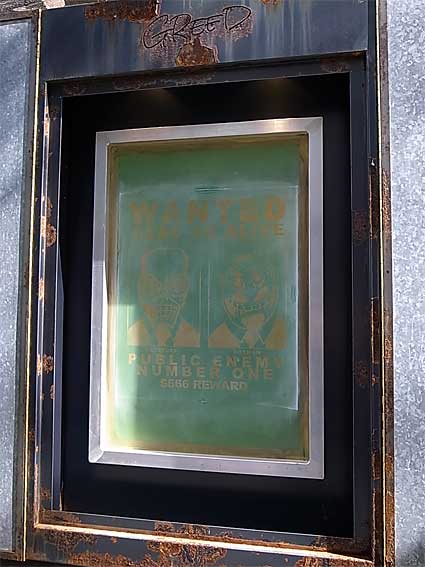 GREED
WANTED
DEAD OR ALIVE
PUBLIC ENEMY
NUMBER ONE
$666 REWARD